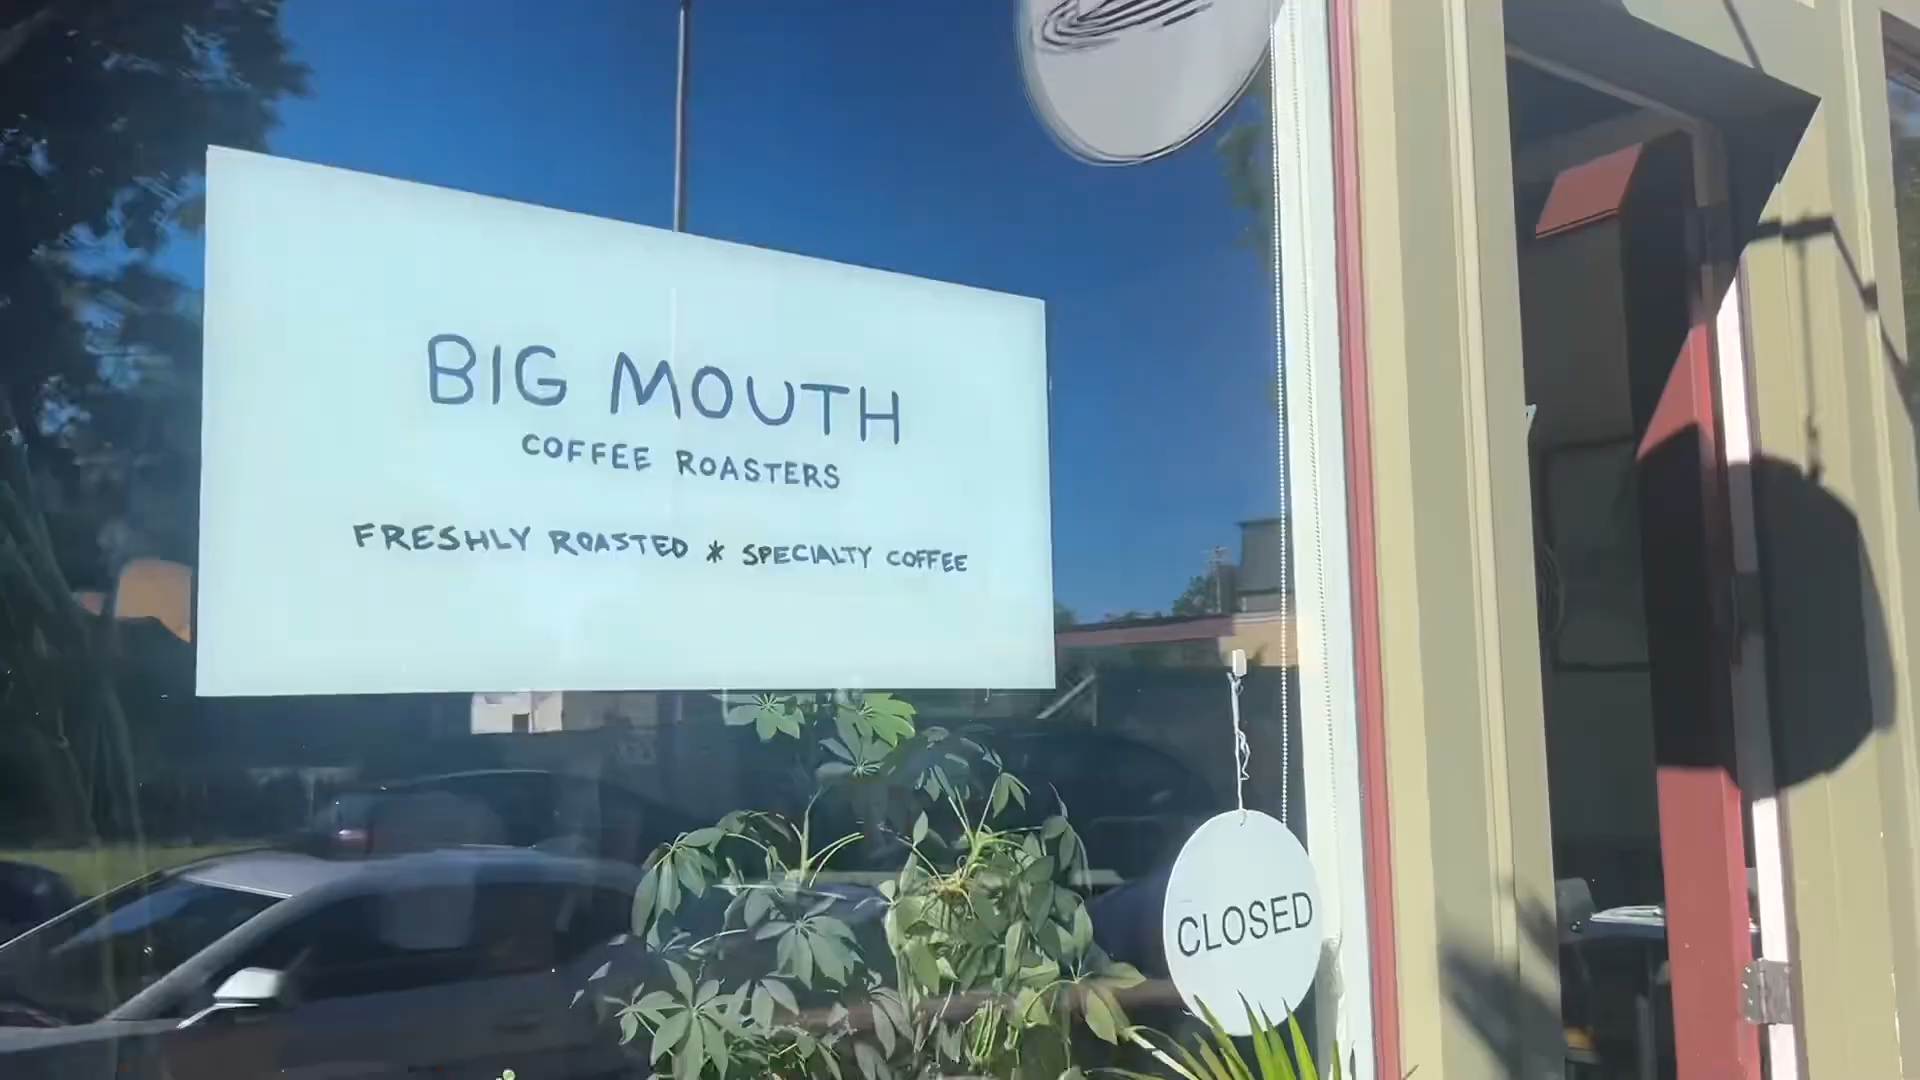 BIG MOUTH
COFFEE ROASTERS
FRESHLY ROASTED * SPECIALTY COFFEE
CLOSED